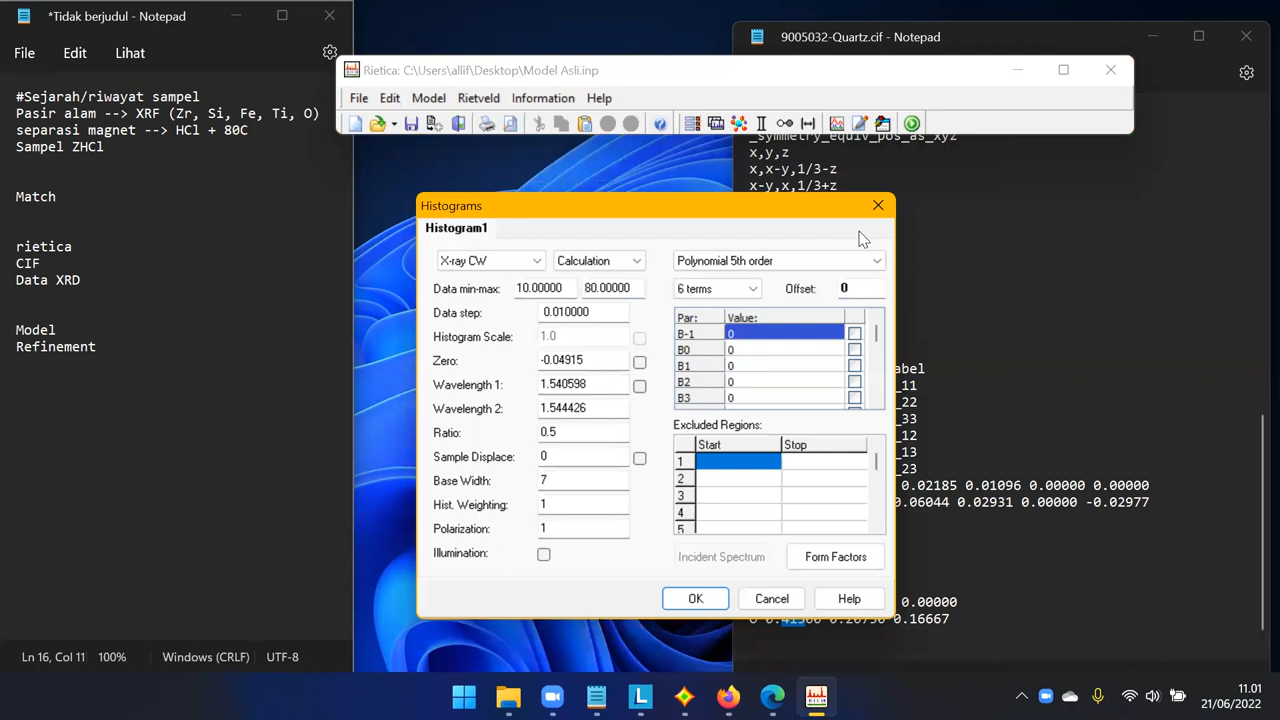 *Tidak berjudul - Notepad
File Edit Lihat
#Sejarah/riwayat sampel
Pasir alam --> XRF (Zr, Si, Fe, Ti, O)
separasi magnet --> HCl + 80C
Sampel ZHCl
Match
rietica
CIF
Data XRD
Model
Refinement
Ln 16, Col 11 100% Windows (CRLF) UTF-8
9005032-Quartz.cif - Notepad
Rietica: C:\Users\allif\Desktop\Model Asli.inp
File Edit Model Rietveld Information Help
_symmetry_equiv_pos_as_xyz
x,y,z
x,x-y,1/3-z
x-y,x,1/3+z
Histograms
Histogram1
X-ray CW Calculation Polynomial 5th order
Data min-max: 10.00000 80.00000 6 terms Offset: 0
Data step: 0.010000
Histogram Scale: 1.0
Zero: -0.04915
Wavelength 1: 1.540598
Wavelength 2: 1.544426
Ratio: 0.5
Sample Displace: 0
Base Width: 7
Hist. Weighting: 1
Polarization: 1
Illumination:
Par: Value:
B-1 0
B0 0
B1 0
B2 0
B3 0
Excluded Regions:
Start Stop
1
2
3
4
5
Incident Spectrum Form Factors
OK Cancel Help
abel
_11
_22
_33
_12
_13
_23
0.02185 0.01096 0.00000 0.00000
.06044 0.02931 0.00000 -0.02977
0.00000
0.16667
11.01
21/06/2022